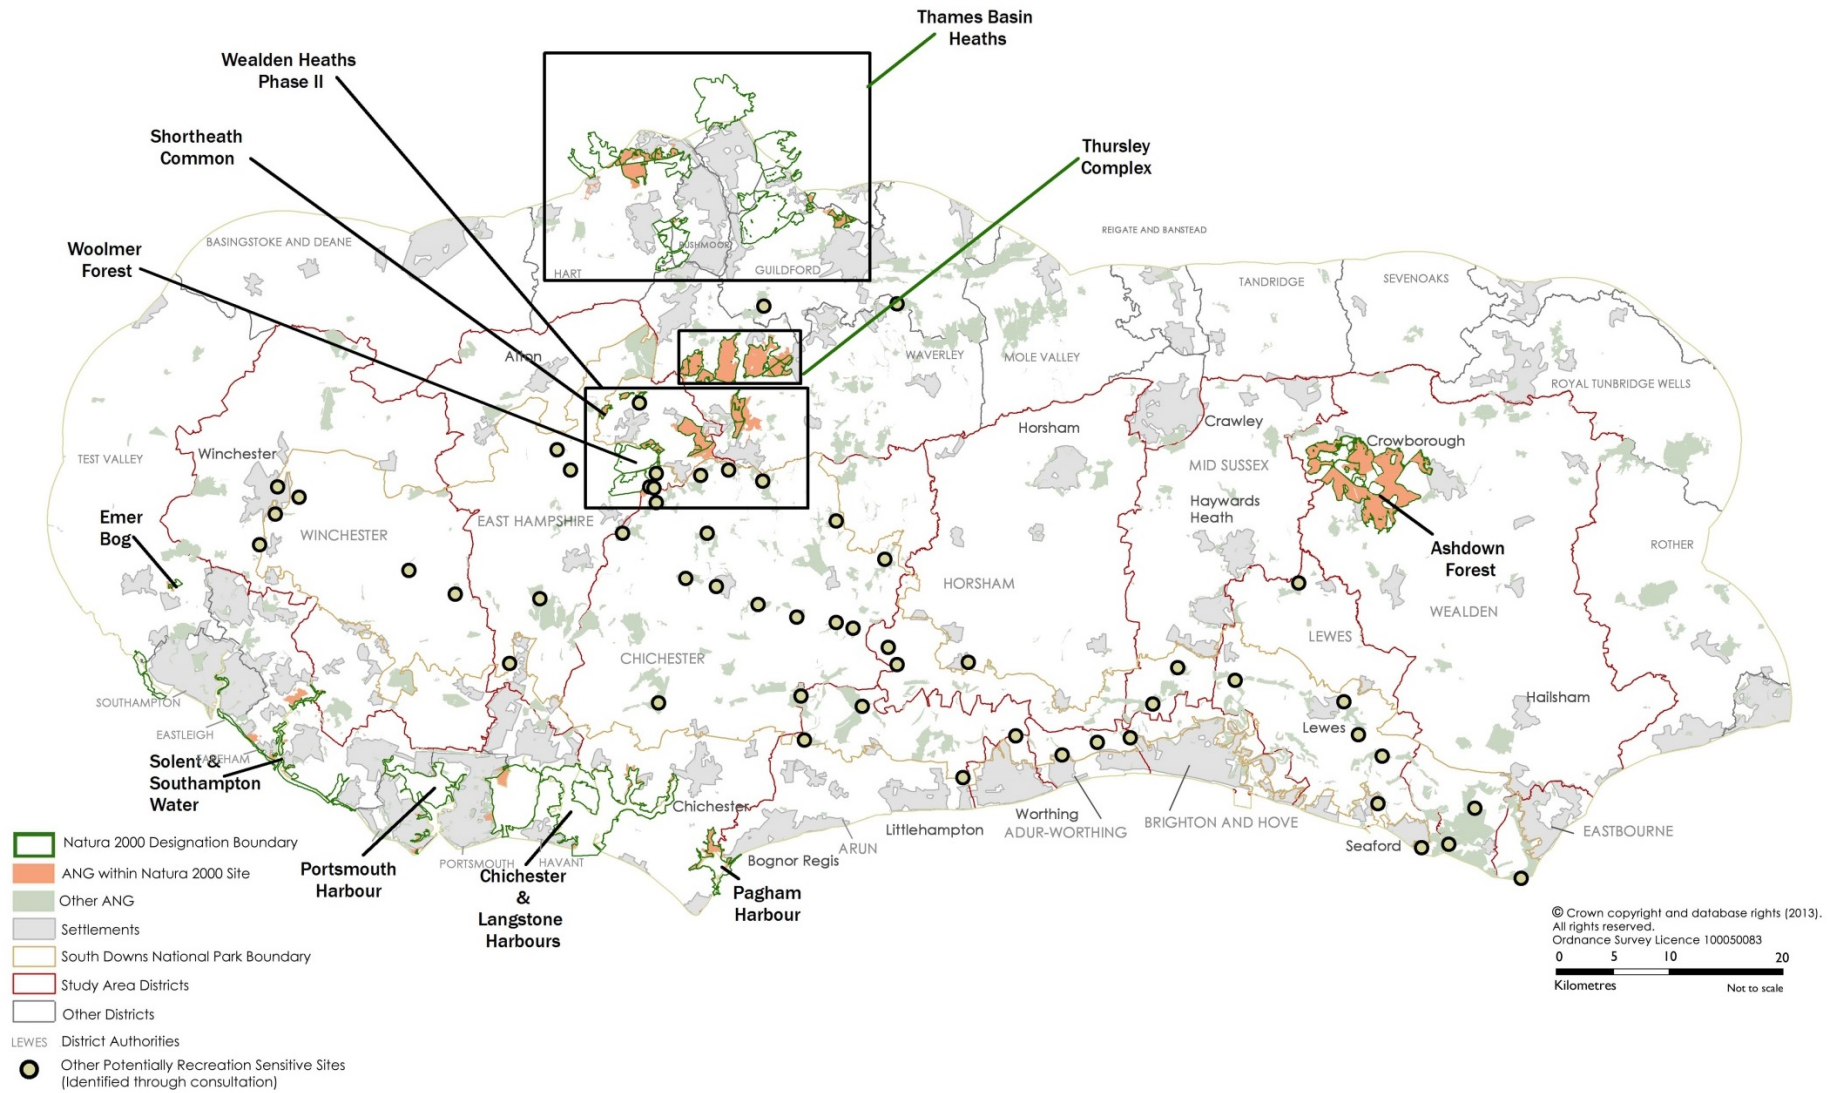 Thames Basin
Heaths
Wealden Heaths
Phase II
Shortheath
Common
Thursley
Complex
Woolmer
Forest
BASINGSTOKE AND DEANE
REIGATE AND BANSTEAD
RUSHMOOR
HART
GUILDFORD
TANDRIDGE
SEVENOAKS
Alton
WAVERLEY
MOLE VALLEY
ROYAL TUNBRIDGE WELLS
Horsham
Crawley
Crowborough
TEST VALLEY
Winchester
MID SUSSEX
Haywards
Heath
Emer
Bog
EAST HAMPSHIRE
WINCHESTER
Ashdown
Forest
ROTHER
HORSHAM
WEALDEN
LEWES
CHICHESTER
SOUTHAMPTON
Hailsham
Lewes
EASTLEIGH
FAREHAM
Solent &
Southampton
Water
Chichester
Littlehampton
Worthing
ADUR-WORTHING
BRIGHTON AND HOVE
EASTBOURNE
Seaford
ARUN
Bognor Regis
PORTSMOUTH
HAVANT
Portsmouth
Harbour
Chichester
&
Langstone
Harbours
Pagham
Harbour
Natura 2000 Designation Boundary
ANG within Natura 2000 Site
Other ANG
Settlements
South Downs National Park Boundary
Study Area Districts
Other Districts
LEWES District Authorities
Other Potentially Recreation Sensitive Sites
(Identified through consultation)
© Crown copyright and database rights (2013).
All rights reserved.
Ordnance Survey Licence 100050083
0 5 10 20
Kilometres
Not to scale